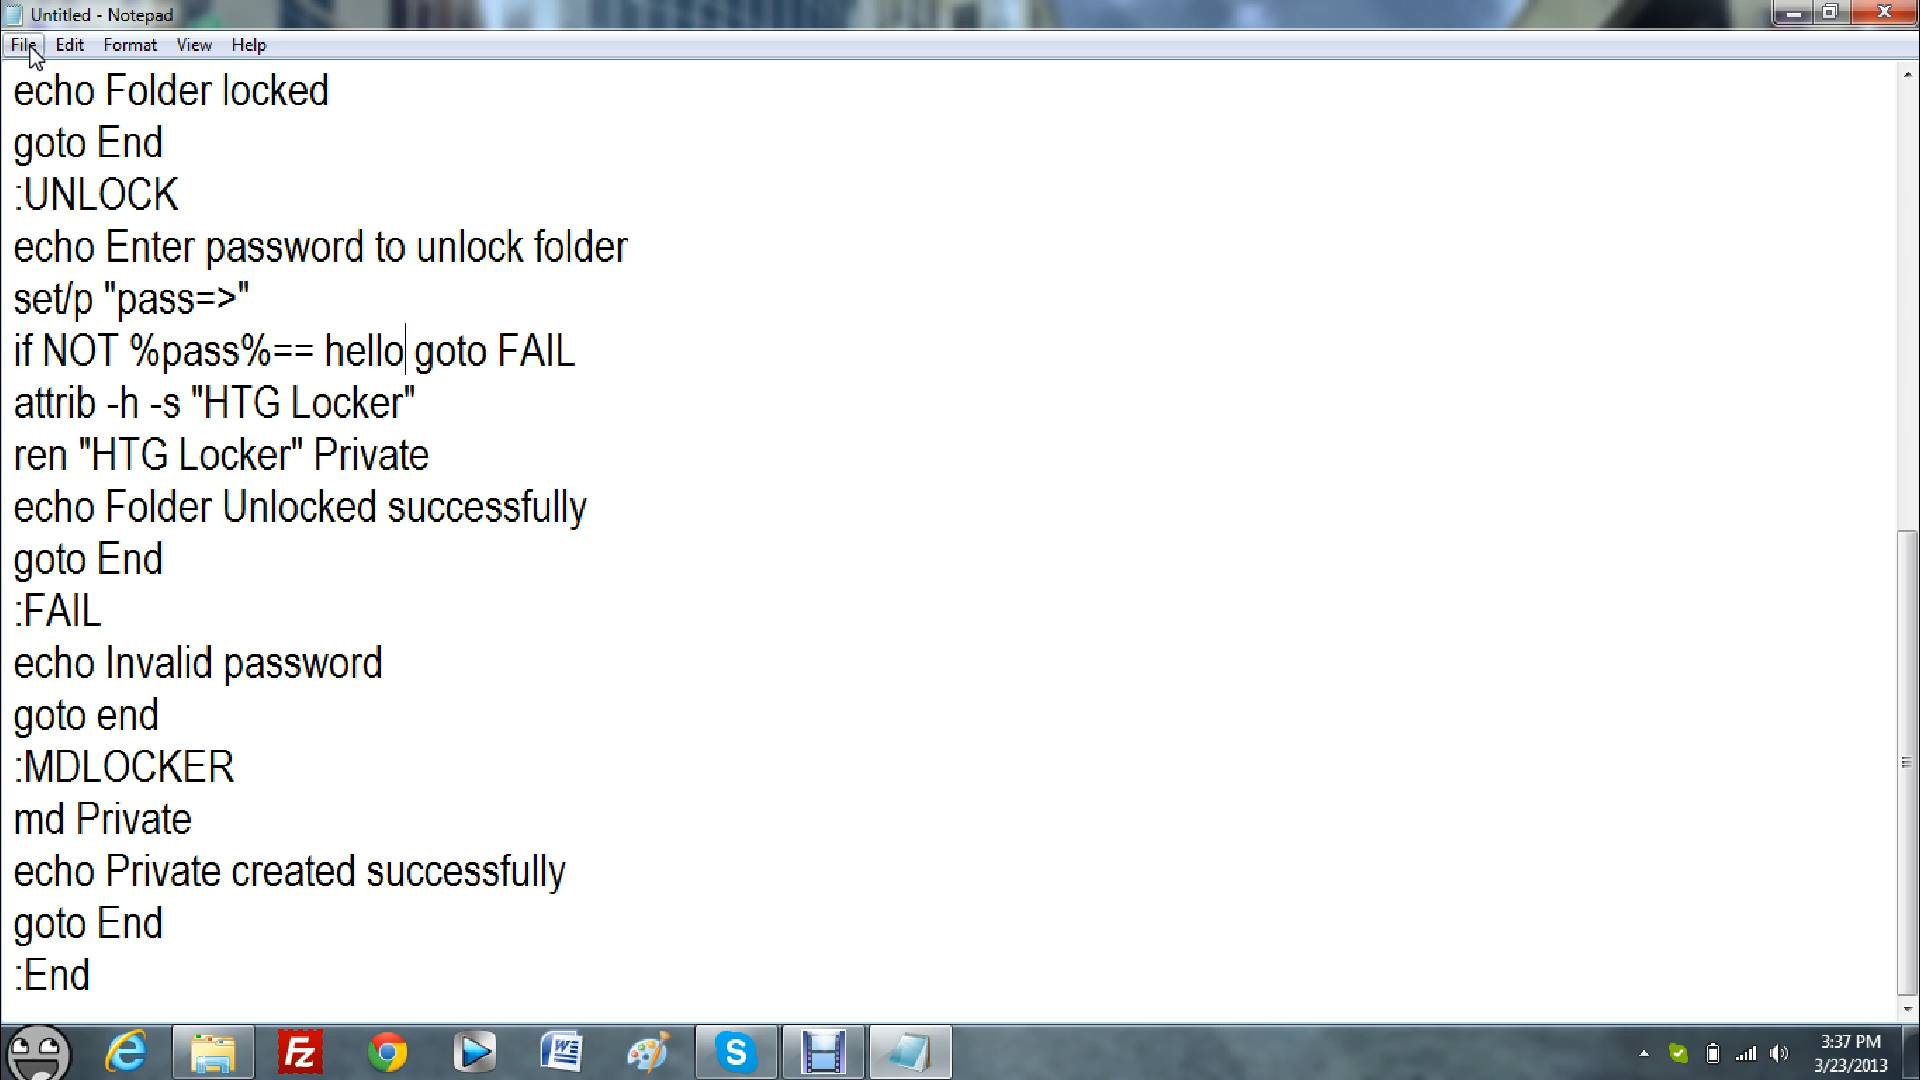 Untitled - Notepad
File Edit Format View Help
echo Folder locked
goto End
:UNLOCK
echo Enter password to unlock folder
set/p "pass=>"
if NOT %pass%== hello goto FAIL
attrib -h -s "HTG Locker"
ren "HTG Locker" Private
echo Folder Unlocked successfully
goto End
:FAIL
echo Invalid password
goto end
:MDLOCKER
md Private
echo Private created successfully
goto End
:End
3:37 PM
3/23/2013